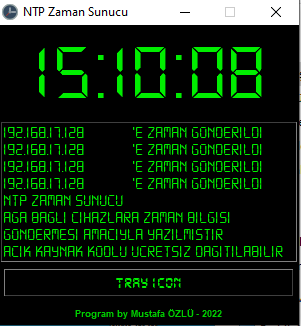 NTP Zaman Sunucu
15:10:08
192.168.17.128 'E ZAMAN GONDERILDI
192.168.17.128 'E ZAMAN GONDERILDI
192.168.17.128 'E ZAMAN GONDERILDI
192.168.17.128 'E ZAMAN GONDERILDI
NTP ZAMAN SUNUCU
AGA BAGLI CIHAZLARA ZAMAN BILGISI
GONDERMESI AMACIYLA YAZILMISTIR
ACIK KAYNAK KODLU UCRETSIZ DAGITILABILIR
TRAY ICON
Program by Mustafa ÖZLÜ - 2022